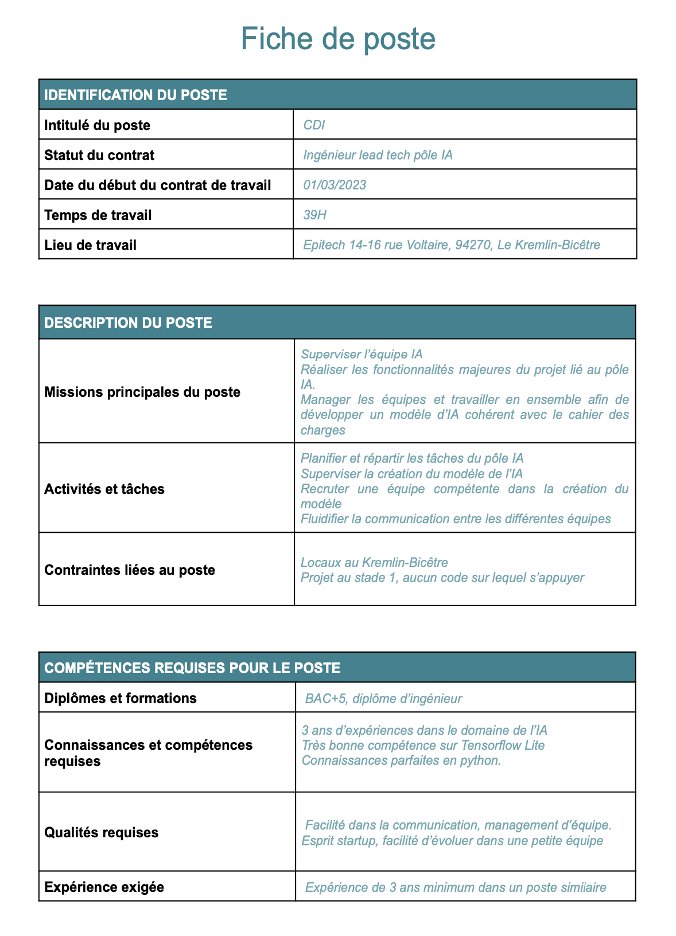 Fiche de poste
IDENTIFICATION DU POSTE
Intitulé du poste CDI
Statut du contrat Ingénieur lead tech pôle IA
Date du début du contrat de travail 01/03/2023
Temps de travail 39H
Lieu de travail Epitech 14-16 rue Voltaire, 94270, Le Kremlin-Bicêtre
DESCRIPTION DU POSTE
Missions principales du poste
Superviser l'équipe IA
Réaliser les fonctionnalités majeures du projet lié au pôle
IA.
Manager les équipes et travailler en ensemble afin de
développer un modèle d'IA cohérent avec le cahier des
charges
Activités et tâches
Planifier et répartir les tâches du pôle IA
Superviser la création du modèle de l'IA
Recruter une équipe compétente dans la création du
modèle
Fluidifier la communication entre les différentes équipes
Contraintes liées au poste
Locaux au Kremlin-Bicêtre
Projet au stade 1, aucun code sur lequel s'appuyer
COMPÉTENCES REQUISES POUR LE POSTE
Diplômes et formations BAC+5, diplôme d'ingénieur
Connaissances et compétences
requises
3 ans d'expériences dans le domaine de l'IA
Très bonne compétence sur Tensorflow Lite
Connaissances parfaites en python.
Qualités requises
Facilité dans la communication, management d'équipe.
Esprit startup, facilité d'évoluer dans une petite équipe
Expérience exigée Expérience de 3 ans minimum dans un poste similaire